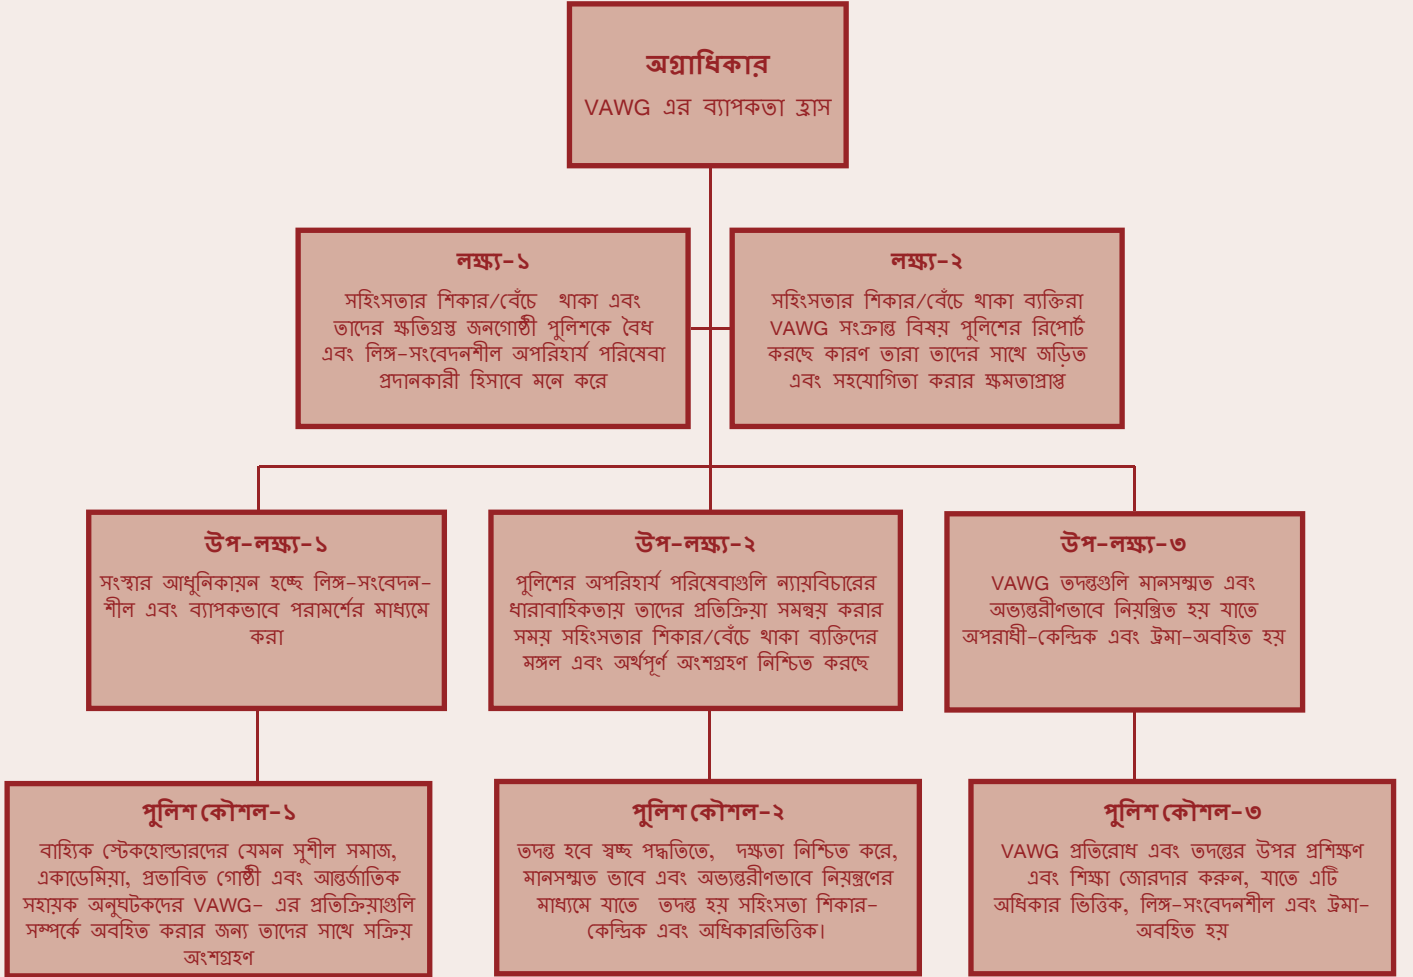 অগ্রাধিকার
VAWG এর ব্যাপকতা হ্রাস
লক্ষ্য-১
সহিংসতার শিকার/বেঁচে থাকা এবং
তাদের ক্ষতিগ্রস্ত জনগোষ্ঠী পুলিশকে বৈধ
এবং লিঙ্গ-সংবেদনশীল অপরিহার্য পরিষেবা
প্রদানকারী হিসাবে মনে করে
লক্ষ্য-২
সহিংসতার শিকার/বেঁচে থাকা ব্যক্তিরা
VAWG সংক্রান্ত বিষয় পুলিশের রিপোর্ট
করছে কারণ তারা তাদের সাথে জড়িত
এবং সহযোগিতা করার ক্ষমতাপ্রাপ্ত
উপ-লক্ষ্য-১
সংস্থার আধুনিকায়ন হচ্ছে লিঙ্গ-সংবেদন-
শীল এবং ব্যাপকভাবে পরামর্শের মাধ্যমে
করা
উপ-লক্ষ্য-২
পুলিশের অপরিহার্য পরিষেবাগুলি ন্যায়বিচারের
ধারাবাহিকতায় তাদের প্রতিক্রিয়া সমন্বয় করার
সময় সহিংসতার শিকার/বেঁচে থাকা ব্যক্তিদের
মঙ্গল এবং অর্থপূর্ণ অংশগ্রহণ নিশ্চিত করছে
উপ-লক্ষ্য-৩
VAWG তদন্তগুলি মানসম্মত এবং
অভ্যন্তরীণভাবে নিয়ন্ত্রিত হয় যাতে
অপরাধী-কেন্দ্রিক এবং ট্রমা-অবহিত হয়
পুলিশ কৌশল-১
বাহ্যিক স্টেকহোল্ডারদের যেমন সুশীল সমাজ,
একাডেমিয়া, প্রভাবিত গোষ্ঠী এবং আন্তর্জাতিক
সহায়ক অনুঘটকদের VAWG- এর প্রতিক্রিয়াগুলি
সম্পর্কে অবহিত করার জন্য তাদের সাথে সক্রিয়
অংশগ্রহণ
পুলিশ কৌশল-২
তদন্ত হবে স্বচ্ছ পদ্ধতিতে, দক্ষতা নিশ্চিত করে,
মানসম্মত ভাবে এবং অভ্যন্তরীণভাবে নিয়ন্ত্রণের
মাধ্যমে যাতে তদন্ত হয় সহিংসতা শিকার-
কেন্দ্রিক এবং অধিকারভিত্তিক।
পুলিশ কৌশল-৩
VAWG প্রতিরোধ এবং তদন্তের উপর প্রশিক্ষণ
এবং শিক্ষা জোরদার করুন, যাতে এটি
অধিকার ভিত্তিক, লিঙ্গ-সংবেদনশীল এবং ট্রমা-
অবহিত হয়